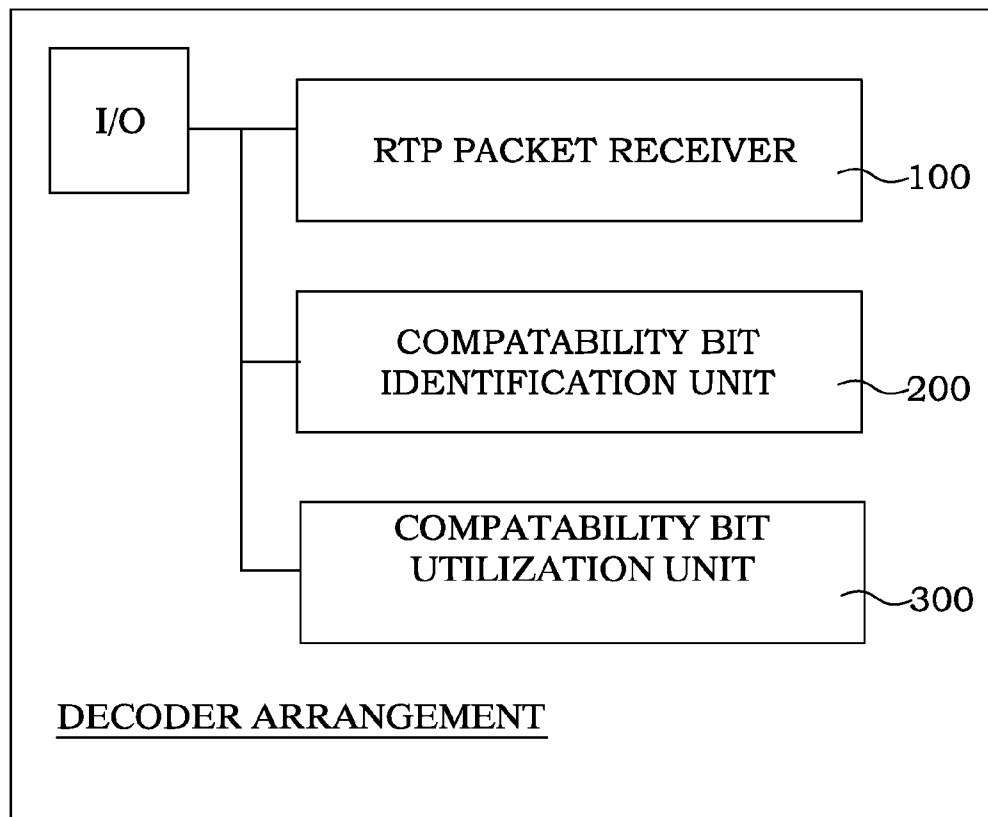 I/O
RTP PACKET RECEIVER
100
COMPATABILITY BIT
IDENTIFICATION UNIT
200
COMPATABILITY BIT
UTILIZATION UNIT
300
DECODER ARRANGEMENT